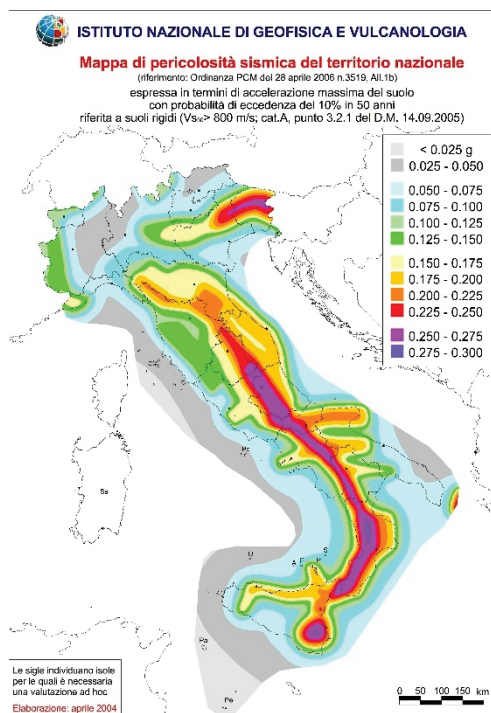 ISTITUTO NAZIONALE DI GEOFISICA E VULCANOLOGIA
Mappa di pericolosità sismica del territorio nazionale
(riferimento: Ordinanza PCM del 28 aprile 2006 n.3519, All.1b)
espressa in termini di accelerazione massima del suolo
con probabilità di eccedenza del 10% in 50 anni
riferita a suoli rigidi (Vs₃₀> 800 m/s; cat.A, punto 3.2.1 del D.M. 14.09.2005)
< 0.025 g
0.025 - 0.050
0.050 - 0.075
0.075 - 0.100
0.100 - 0.125
0.125 - 0.150
0.150 - 0.175
0.175 - 0.200
0.200 - 0.225
0.225 - 0.250
0.250 - 0.275
0.275 - 0.300
Sa
U
A
S
Pa
Pe
Le sigle individuano isole
per le quali è necessaria
una valutazione ad hoc
Elaborazione: aprile 2004
0 50 100 150 km